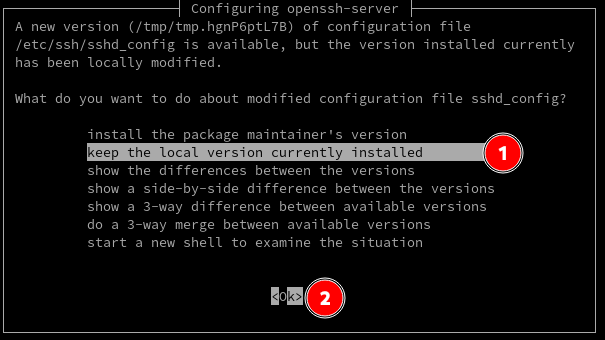 Configuring openssh-server
A new version (/tmp/tmp.hgnP6ptL7B) of configuration file
/etc/ssh/sshd_config is available, but the version installed currently
has been locally modified.
What do you want to do about modified configuration file sshd_config?
install the package maintainer's version
keep the local version currently installed 1
show the differences between the versions
show a side-by-side difference between the versions
show a 3-way difference between available versions
do a 3-way merge between available versions
start a new shell to examine the situation
<Ok> 2